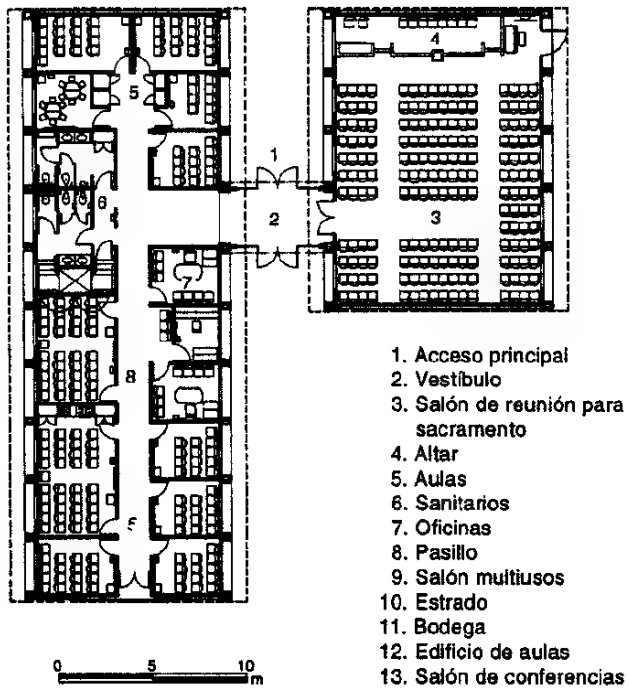 4
5
1
6
2
3
7
8
5
1. Acceso principal
2. Vestíbulo
3. Salón de reunión para
sacramento
4. Altar
5. Aulas
6. Sanitarios
7. Oficinas
8. Pasillo
9. Salón multiusos
10. Estrado
11. Bodega
12. Edificio de aulas
13. Salón de conferencias
0 5 10
m